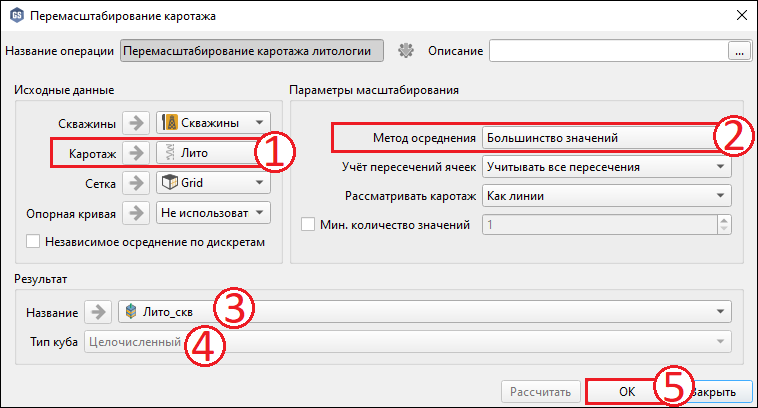 GS Перемасштабирование каротажа
Название операции Перемасштабирование каротажа литологии Описание ...
Исходные данные
Скважины Скважины
Каротаж Лито 1
Сетка Grid
Опорная кривая Не использоват
Независимое осреднение по дискретам
Параметры масштабирования
Метод осреднения Большинство значений 2
Учёт пересечений ячеек Учитывать все пересечения
Рассматривать каротаж Как линии
Мин. количество значений 1
Результат
Название Лито_скв 3
Тип куба Целочисленный 4
Рассчитать OK 5 Закрыть